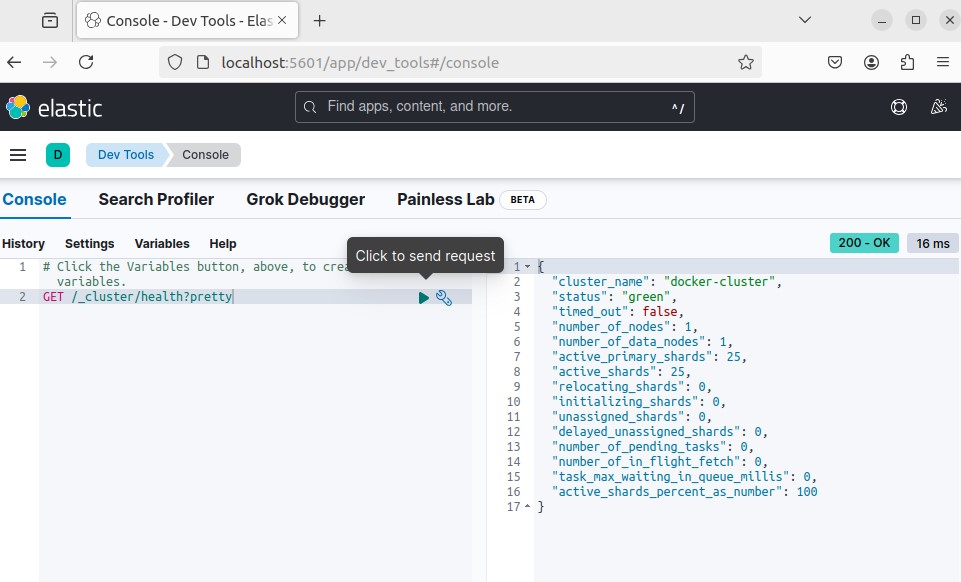 Console - Dev Tools - Elas
localhost:5601/app/dev_tools#/console
elastic
Find apps, content, and more.
^/
D
Dev Tools
Console
Console
Search Profiler
Grok Debugger
Painless Lab
BETA
History
Settings
Variables
Help
Click to send request
200 - OK
16 ms
1 # Click the Variables button, above, to crea
variables.
2 GET /_cluster/health?pretty
1 {
2 "cluster_name": "docker-cluster",
3 "status": "green",
4 "timed_out": false,
5 "number_of_nodes": 1,
6 "number_of_data_nodes": 1,
7 "active_primary_shards": 25,
8 "active_shards": 25,
9 "relocating_shards": 0,
10 "initializing_shards": 0,
11 "unassigned_shards": 0,
12 "delayed_unassigned_shards": 0,
13 "number_of_pending_tasks": 0,
14 "number_of_in_flight_fetch": 0,
15 "task_max_waiting_in_queue_millis": 0,
16 "active_shards_percent_as_number": 100
17 }